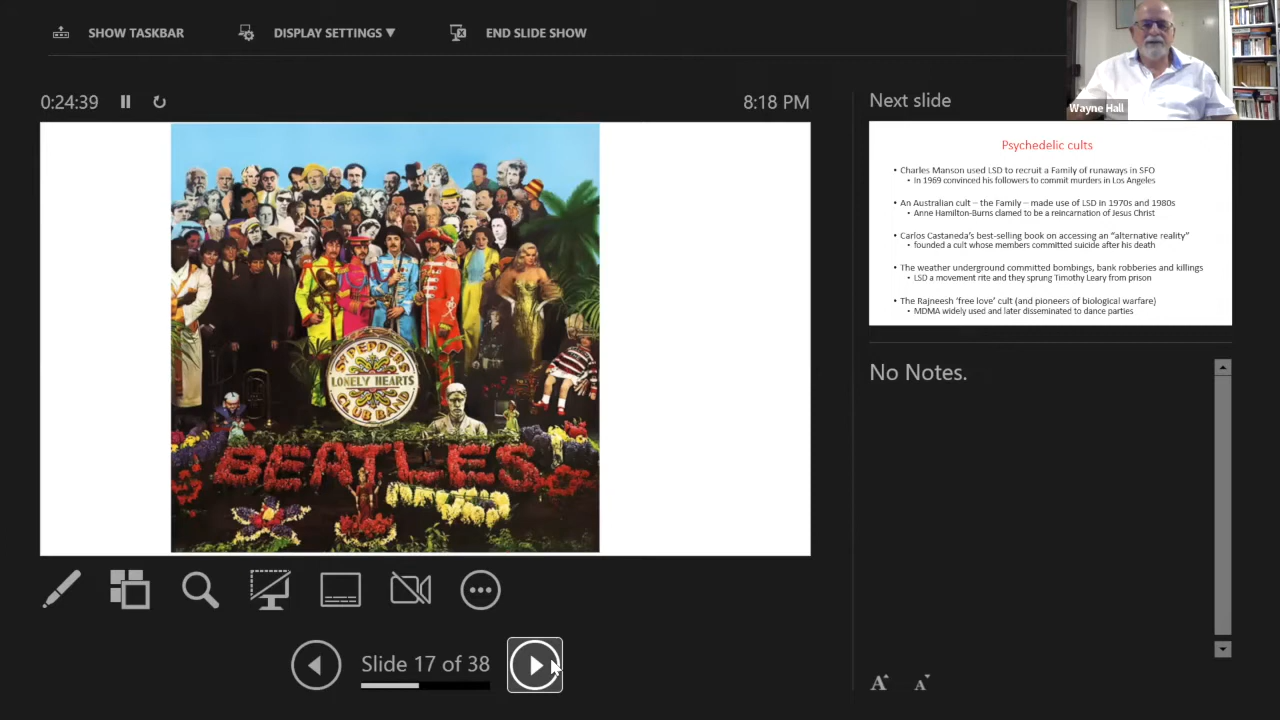 SHOW TASKBAR
DISPLAY SETTINGS ▼
END SLIDE SHOW
0:24:39
8:18 PM
Next slide
Wayne Hall
Psychedelic cults
• Charles Manson used LSD to recruit a Family of runaways in SFO
• In 1969 convinced his followers to commit murders in Los Angeles
• An Australian cult – the Family – made use of LSD in 1970s and 1980s
• Anne Hamilton-Burns clamed to be a reincarnation of Jesus Christ
• Carlos Castaneda's best-selling book on accessing an "alternative reality"
• founded a cult whose members committed suicide after his death
• The weather underground committed bombings, bank robberies and killings
• LSD a movement rite and they sprung Timothy Leary from prison
• The Rajneesh 'free love' cult (and pioneers of biological warfare)
• MDMA widely used and later disseminated to dance parties
No Notes.
SGT PEPPERS
LONELY HEARTS
CLUB BAND
BEATLES
Slide 17 of 38
A A